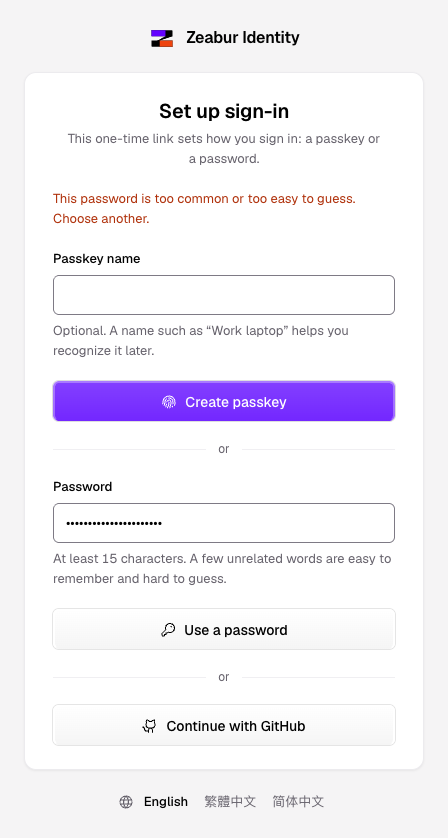 Zeabur Identity
Set up sign-in
This one-time link sets how you sign in: a passkey or
a password.
This password is too common or too easy to guess.
Choose another.
Passkey name
Optional. A name such as “Work laptop” helps you
recognize it later.
Create passkey
or
Password
••••••••••••••••••••••
At least 15 characters. A few unrelated words are easy to
remember and hard to guess.
Use a password
or
Continue with GitHub
English 繁體中文 简体中文